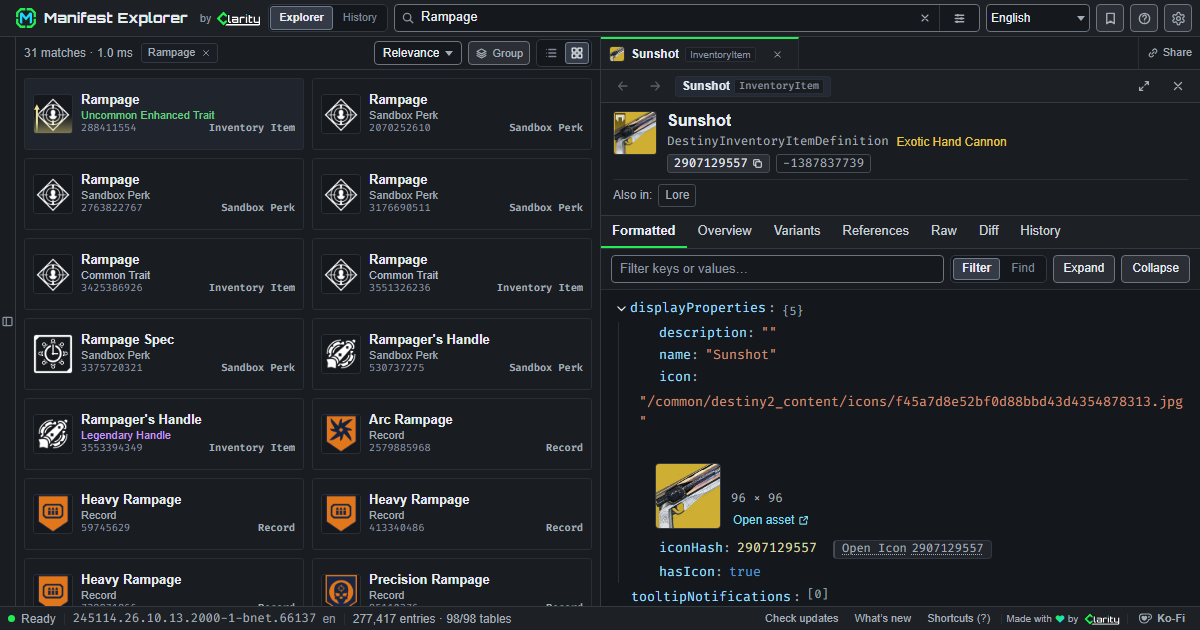 Manifest Explorer by Clarity Explorer History Rampage English
31 matches · 1.0 ms Rampage × Relevance Group
Rampage
Uncommon Enhanced Trait
288411554 Inventory Item
Rampage
Sandbox Perk
2070252610 Sandbox Perk
Rampage
Sandbox Perk
2763822767 Sandbox Perk
Rampage
Sandbox Perk
3176690511 Sandbox Perk
Rampage
Common Trait
3425386926 Inventory Item
Rampage
Common Trait
3551326236 Inventory Item
Rampage Spec
Sandbox Perk
3375720321 Sandbox Perk
Rampager's Handle
Sandbox Perk
530737275 Sandbox Perk
Rampager's Handle
Legendary Handle
3553394349 Inventory Item
Arc Rampage
Record
2579885968 Record
Heavy Rampage
Record
59745629 Record
Heavy Rampage
Record
413340486 Record
Heavy Rampage
Record
Precision Rampage
Record
Sunshot InventoryItem × Share
Sunshot InventoryItem
Sunshot
DestinyInventoryItemDefinition Exotic Hand Cannon
2907129557 -1387837739
Also in: Lore
Formatted Overview Variants References Raw Diff History
Filter keys or values... Filter Find Expand Collapse
displayProperties: {5}
description: ""
name: "Sunshot"
icon:
"/common/destiny2_content/icons/f45a7d8e52bf0d88bbd43d4354878313.jpg
"
96 × 96
Open asset
iconHash: 2907129557 Open Icon 2907129557
hasIcon: true
tooltipNotifications: [0]
Ready 245114.26.10.13.2000-1-bnet.66137 en 277,417 entries · 98/98 tables Check updates What's new Shortcuts (?) Made with ♥ by Clarity Ko-Fi